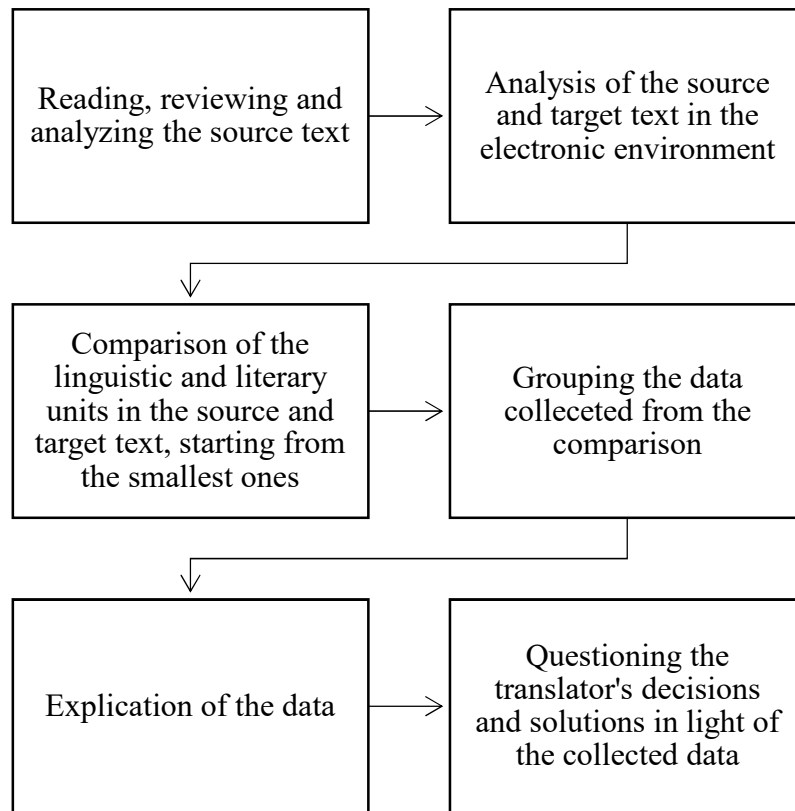 Reading, reviewing and
analyzing the source text
Analysis of the source
and target text in the
electronic environment
Comparison of the
linguistic and literary
units in the source and
target text, starting from
the smallest ones
Grouping the data
colleceted from the
comparison
Explication of the data
Questioning the
translator's decisions
and solutions in light of
the collected data